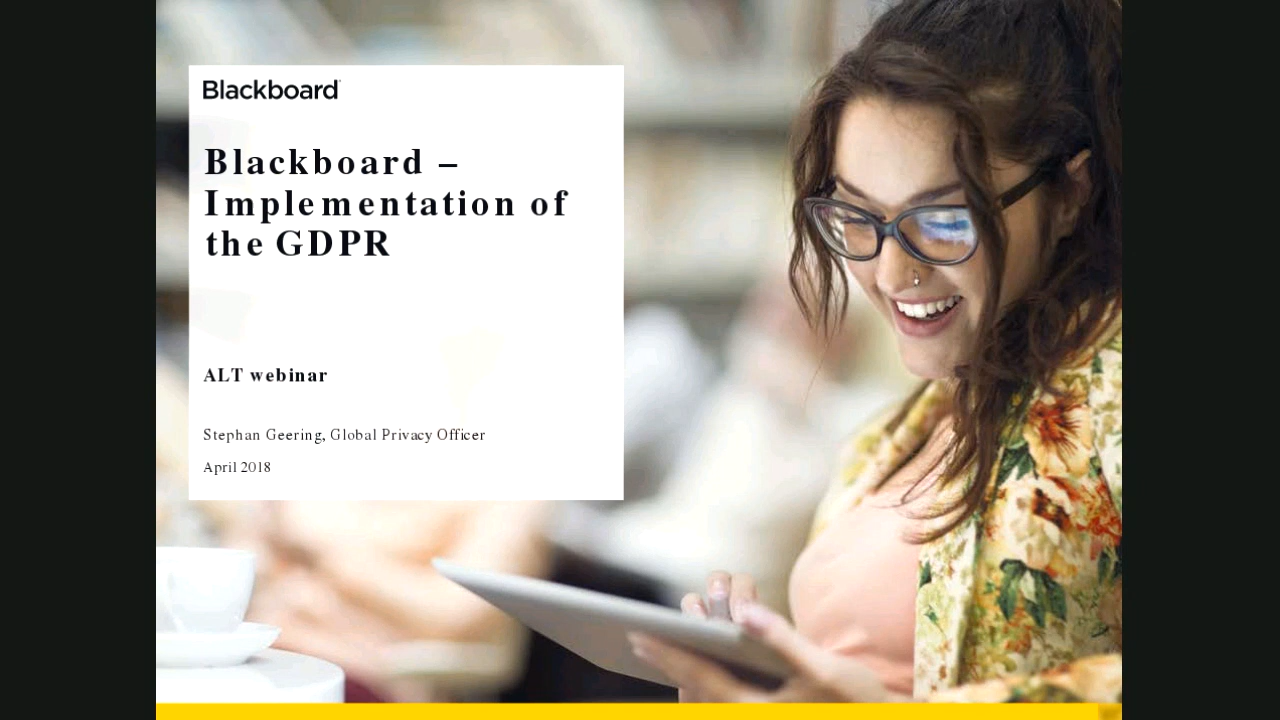 Blackboard
Blackboard –
Implementation of
the GDPR
ALT webinar
Stephan Geering, Global Privacy Officer
April 2018